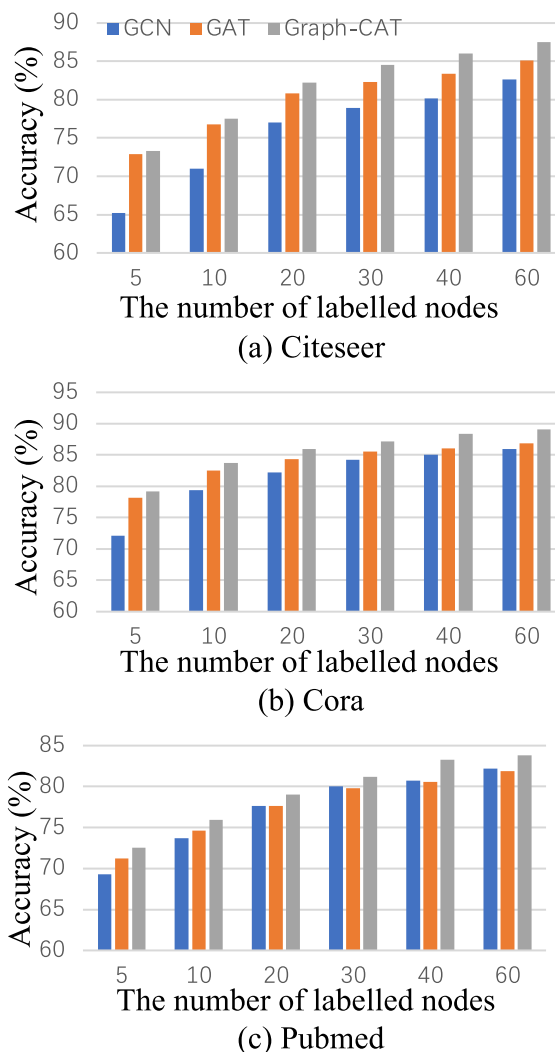 90
GCN GAT Graph-CAT
85
80
75
70
65
60
Accuracy (%)
5 10 20 30 40 60
The number of labelled nodes
(a) Citeseer
95
90
85
80
75
70
65
60
Accuracy (%)
5 10 20 30 40 60
The number of labelled nodes
(b) Cora
85
80
75
70
65
60
Accuracy (%)
5 10 20 30 40 60
The number of labelled nodes
(c) Pubmed